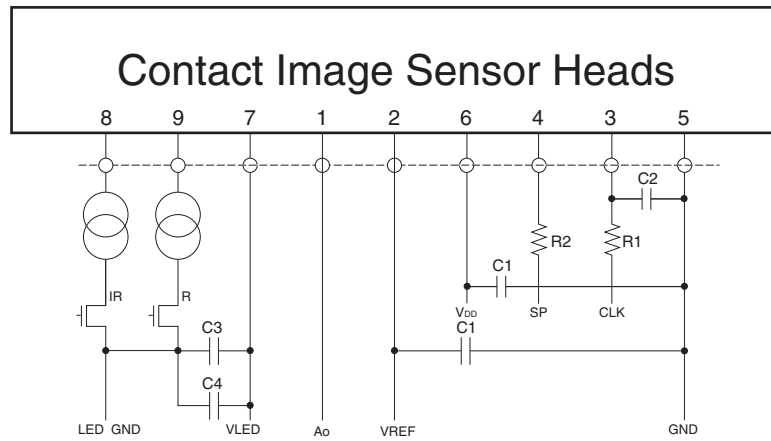 Contact Image Sensor Heads
8 9 7 1 2 6 4 3 5
C2
R2 R1
C1
IR R
VDD SP CLK
C3 C1
C4
LED GND VLED Ao VREF GND